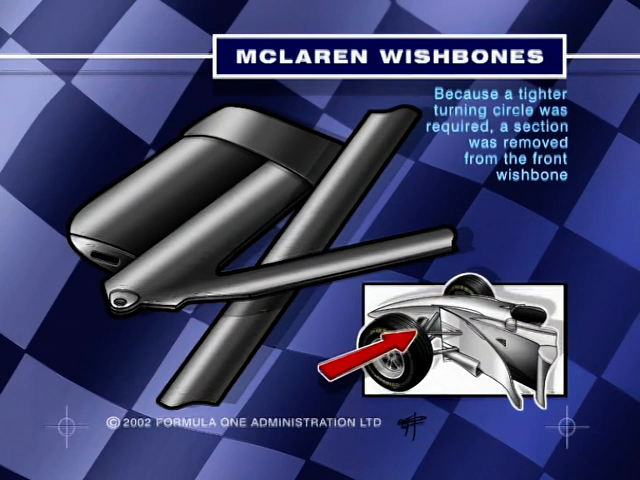 MCLAREN WISHBONES
Because a tighter
turning circle was
required, a section
was removed
from the front
wishbone
© 2002 FORMULA ONE ADMINISTRATION LTD